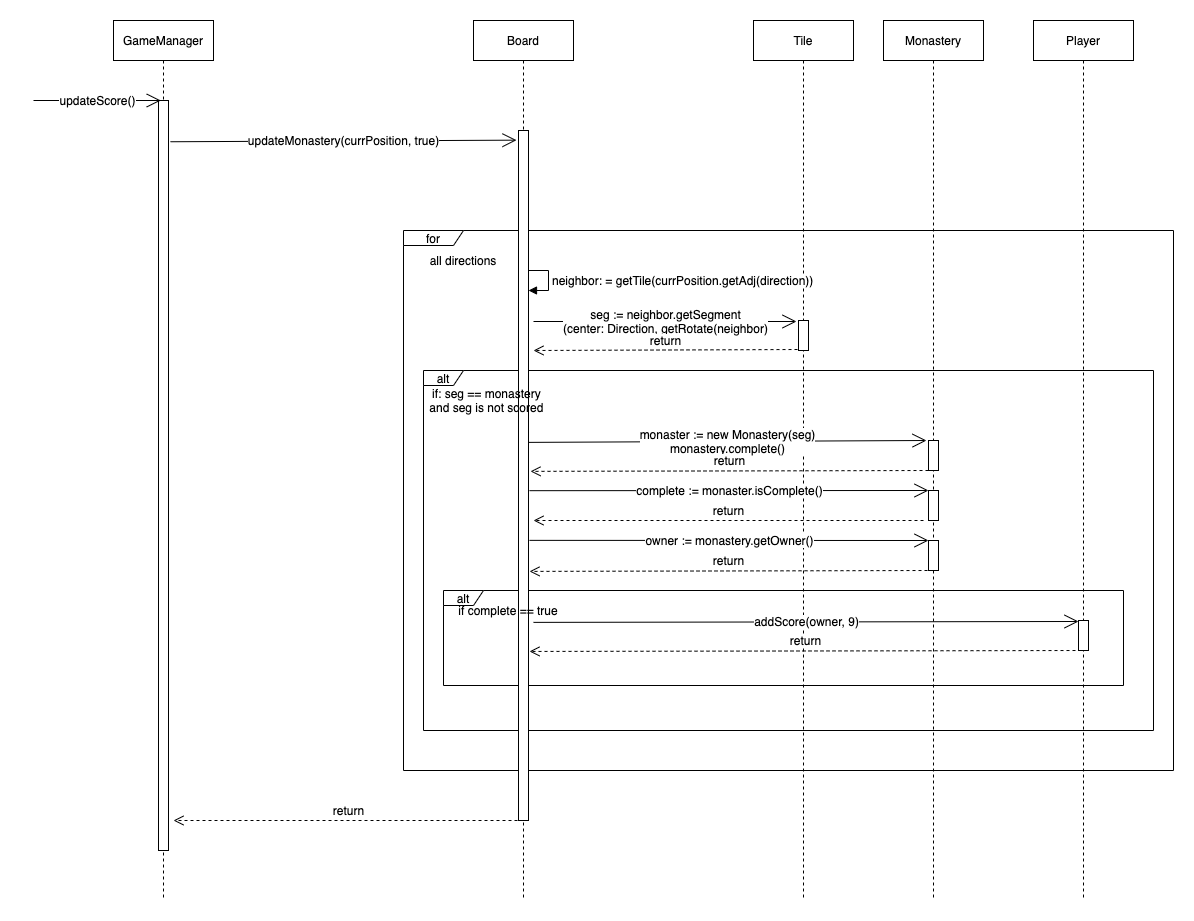 GameManager
Board
Tile
Monastery
Player
updateScore()
updateMonastery(currPosition, true)
for
all directions
neighbor: = getTile(currPosition.getAdj(direction))
seg := neighbor.getSegment
(center: Direction, getRotate(neighbor)
return
alt
if: seg == monastery
and seg is not scored
monaster := new Monastery(seg)
monastery.complete()
return
complete := monaster.isComplete()
return
owner := monastery.getOwner()
return
alt
if complete == true
addScore(owner, 9)
return
return